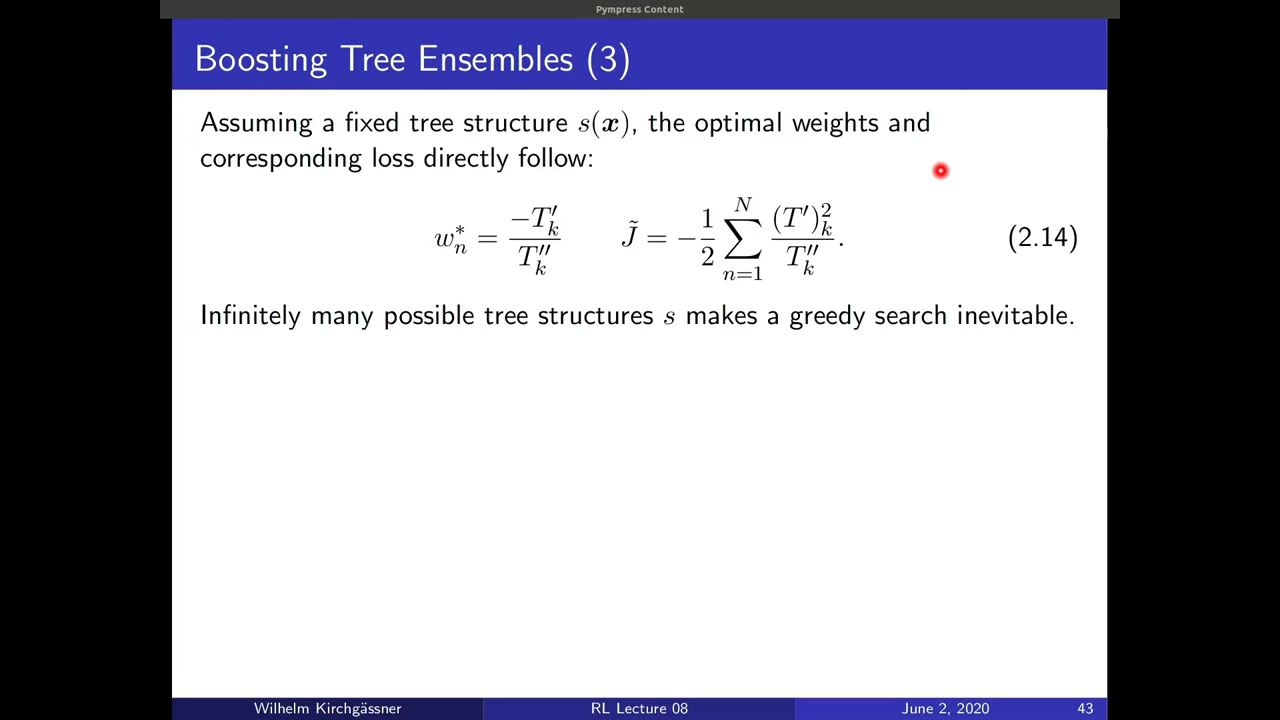 Pympress Content
Boosting Tree Ensembles (3)
Assuming a fixed tree structure s(x), the optimal weights and
corresponding loss directly follow:
w*_n = −T′_k / T″_k    J̃ = −1/2 ∑_{n=1}^{N} (T′)²_k / T″_k .    (2.14)
Infinitely many possible tree structures s makes a greedy search inevitable.
Wilhelm Kirchgässner RL Lecture 08 June 2, 2020 43